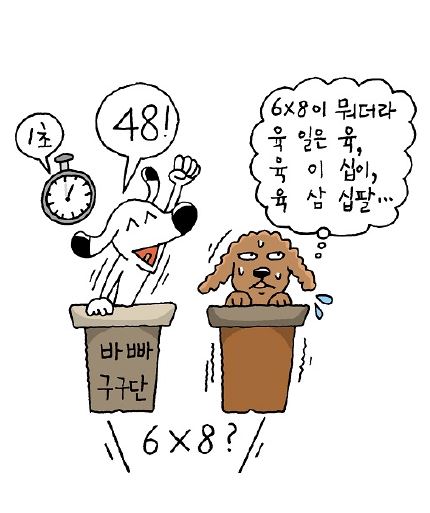 1초
48!
6×8이 뭐더라
육 일은 육,
육 이 십이,
육 삼 십팔...
바빠
구구단
6×8?